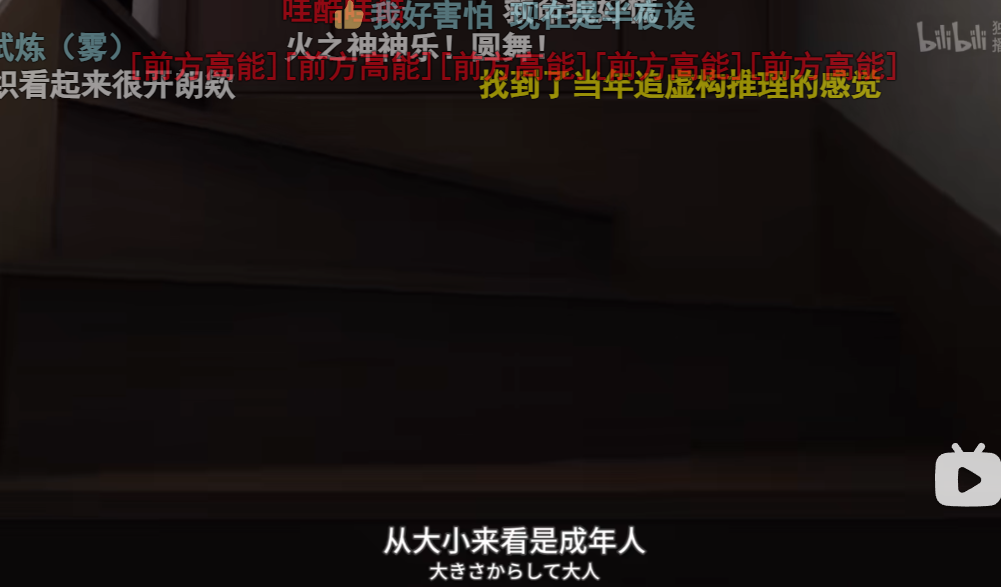 哇酷哇酷
我好害怕 现在是半夜诶
bilibili 独
试炼（雾）
火之神神乐！圆舞！
[前方高能][前方高能][前方高能][前方高能][前方高能]
识看起来很开朗欸
找到了当年追虚构推理的感觉
从大小来看是成年人
大きさからして大人